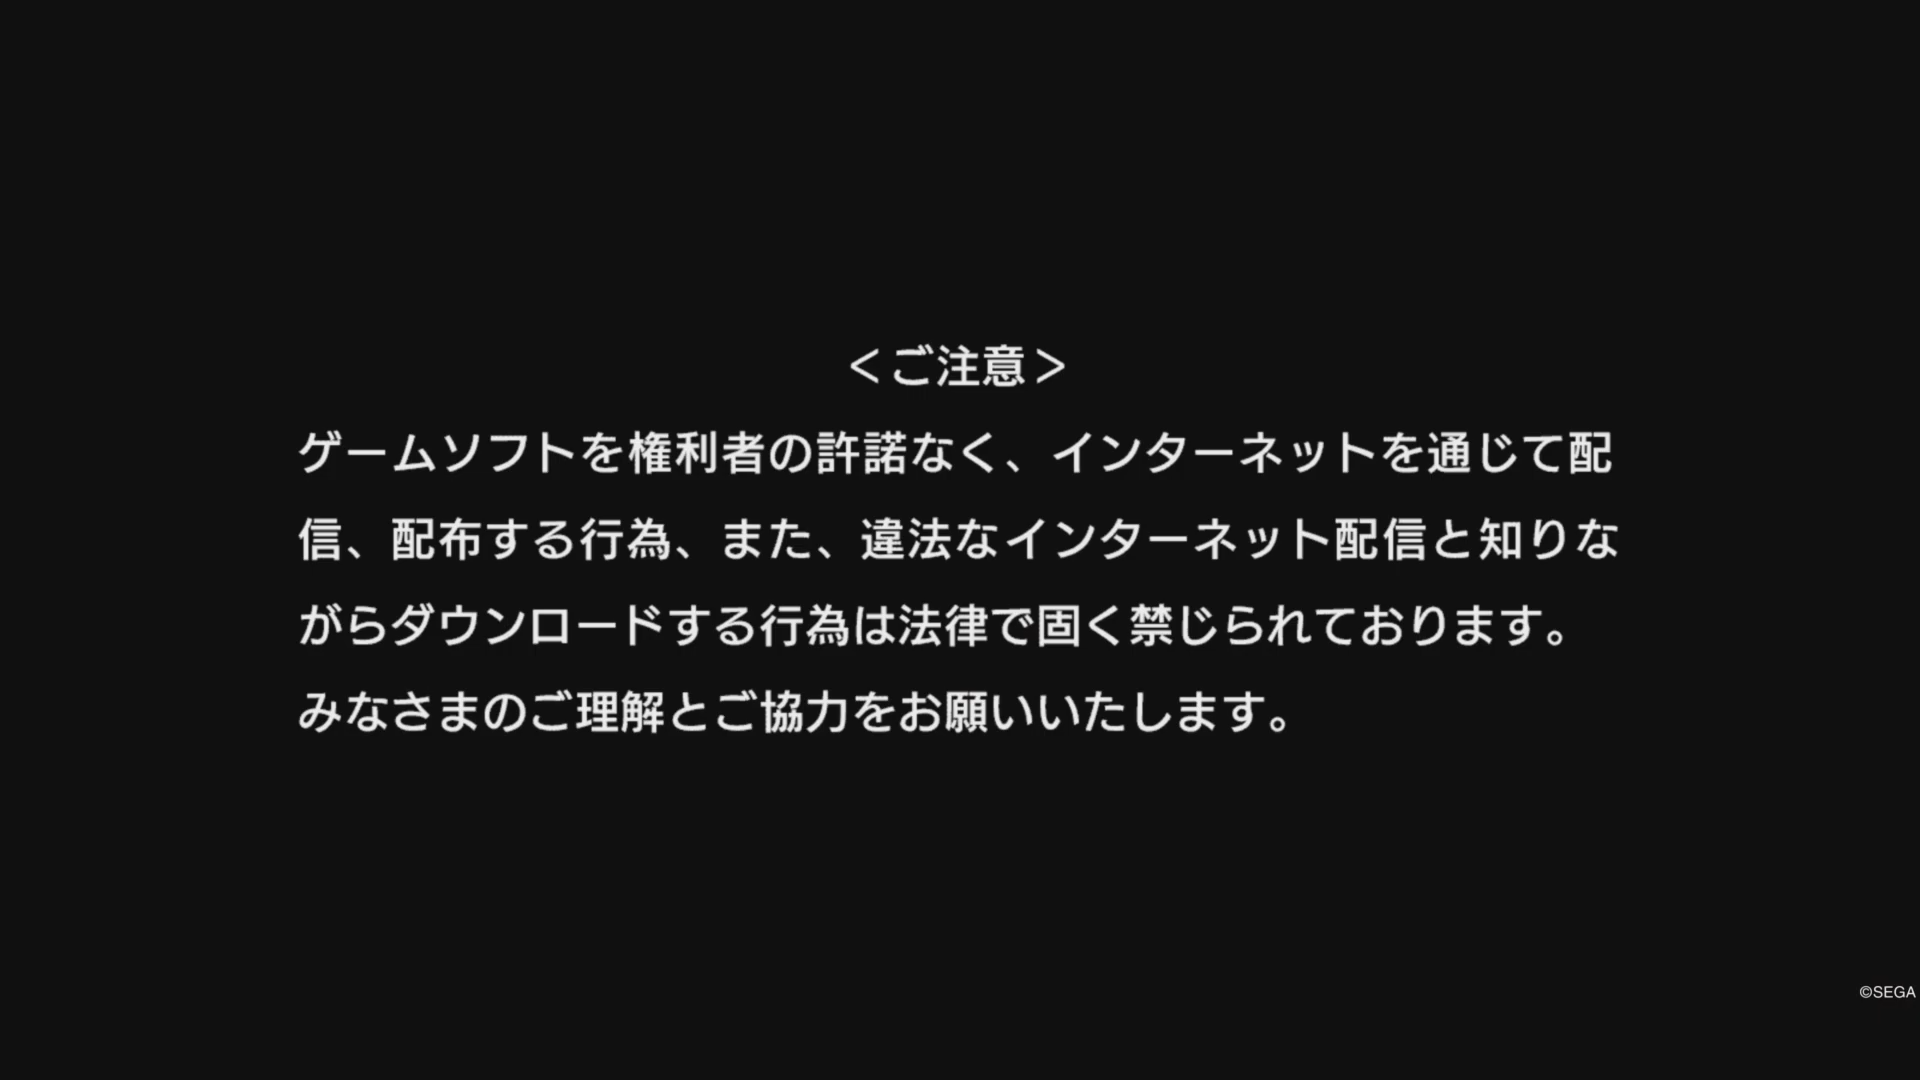 ＜ご注意＞
ゲームソフトを権利者の許諾なく、インターネットを通じて配
信、配布する行為、また、違法なインターネット配信と知りな
がらダウンロードする行為は法律で固く禁じられております。
みなさまのご理解とご協力をお願いいたします。
©SEGA